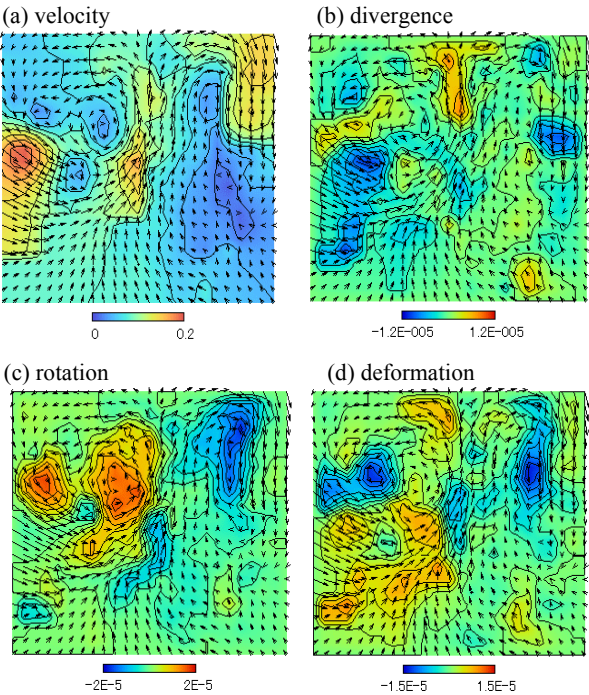 (a) velocity
(b) divergence
0 0.2
-1.2E-005 1.2E-005
(c) rotation
(d) deformation
-2E-5 2E-5
-1.5E-5 1.5E-5